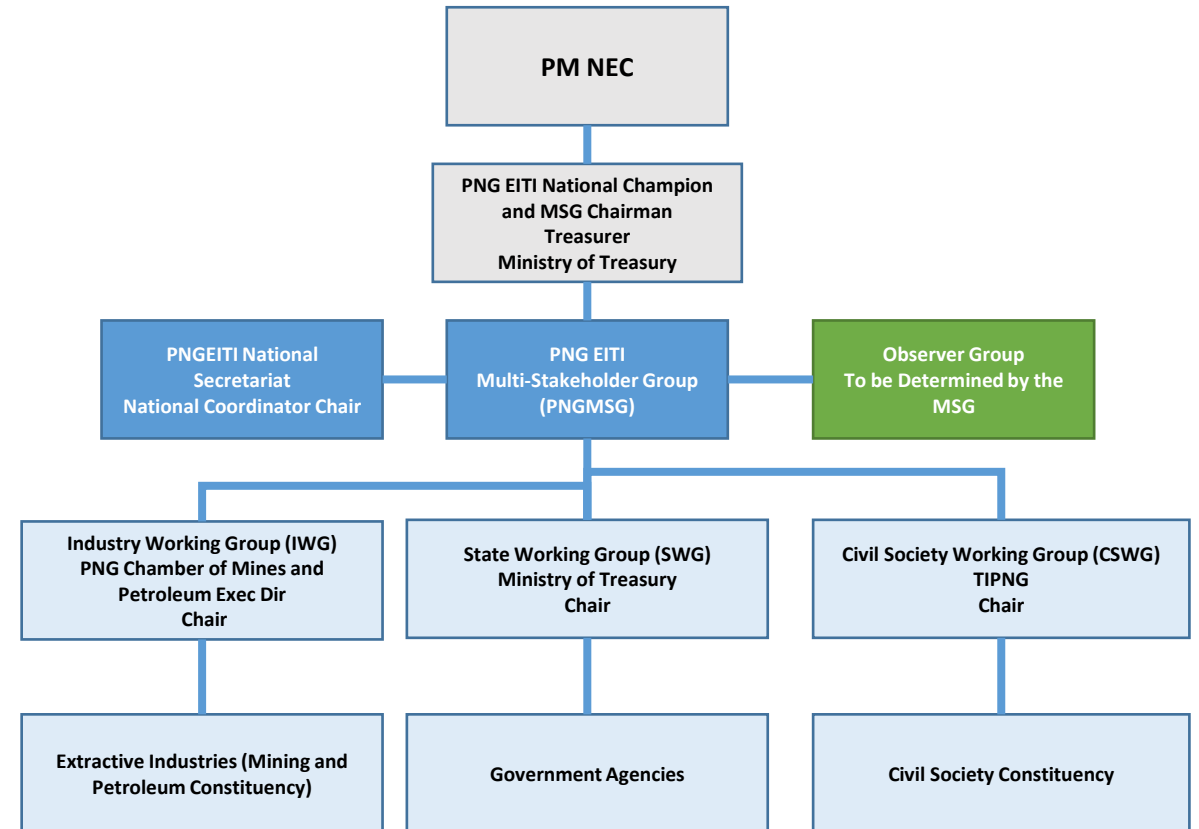 PM NEC
PNG EITI National Champion
and MSG Chairman
Treasurer
Ministry of Treasury
PNGEITI National
Secretariat
National Coordinator Chair
PNG EITI
Multi-Stakeholder Group
(PNGMSG)
Observer Group
To be Determined by the
MSG
Industry Working Group (IWG)
PNG Chamber of Mines and
Petroleum Exec Dir
Chair
State Working Group (SWG)
Ministry of Treasury
Chair
Civil Society Working Group (CSWG)
TIPNG
Chair
Extractive Industries (Mining and
Petroleum Constituency)
Government Agencies
Civil Society Constituency